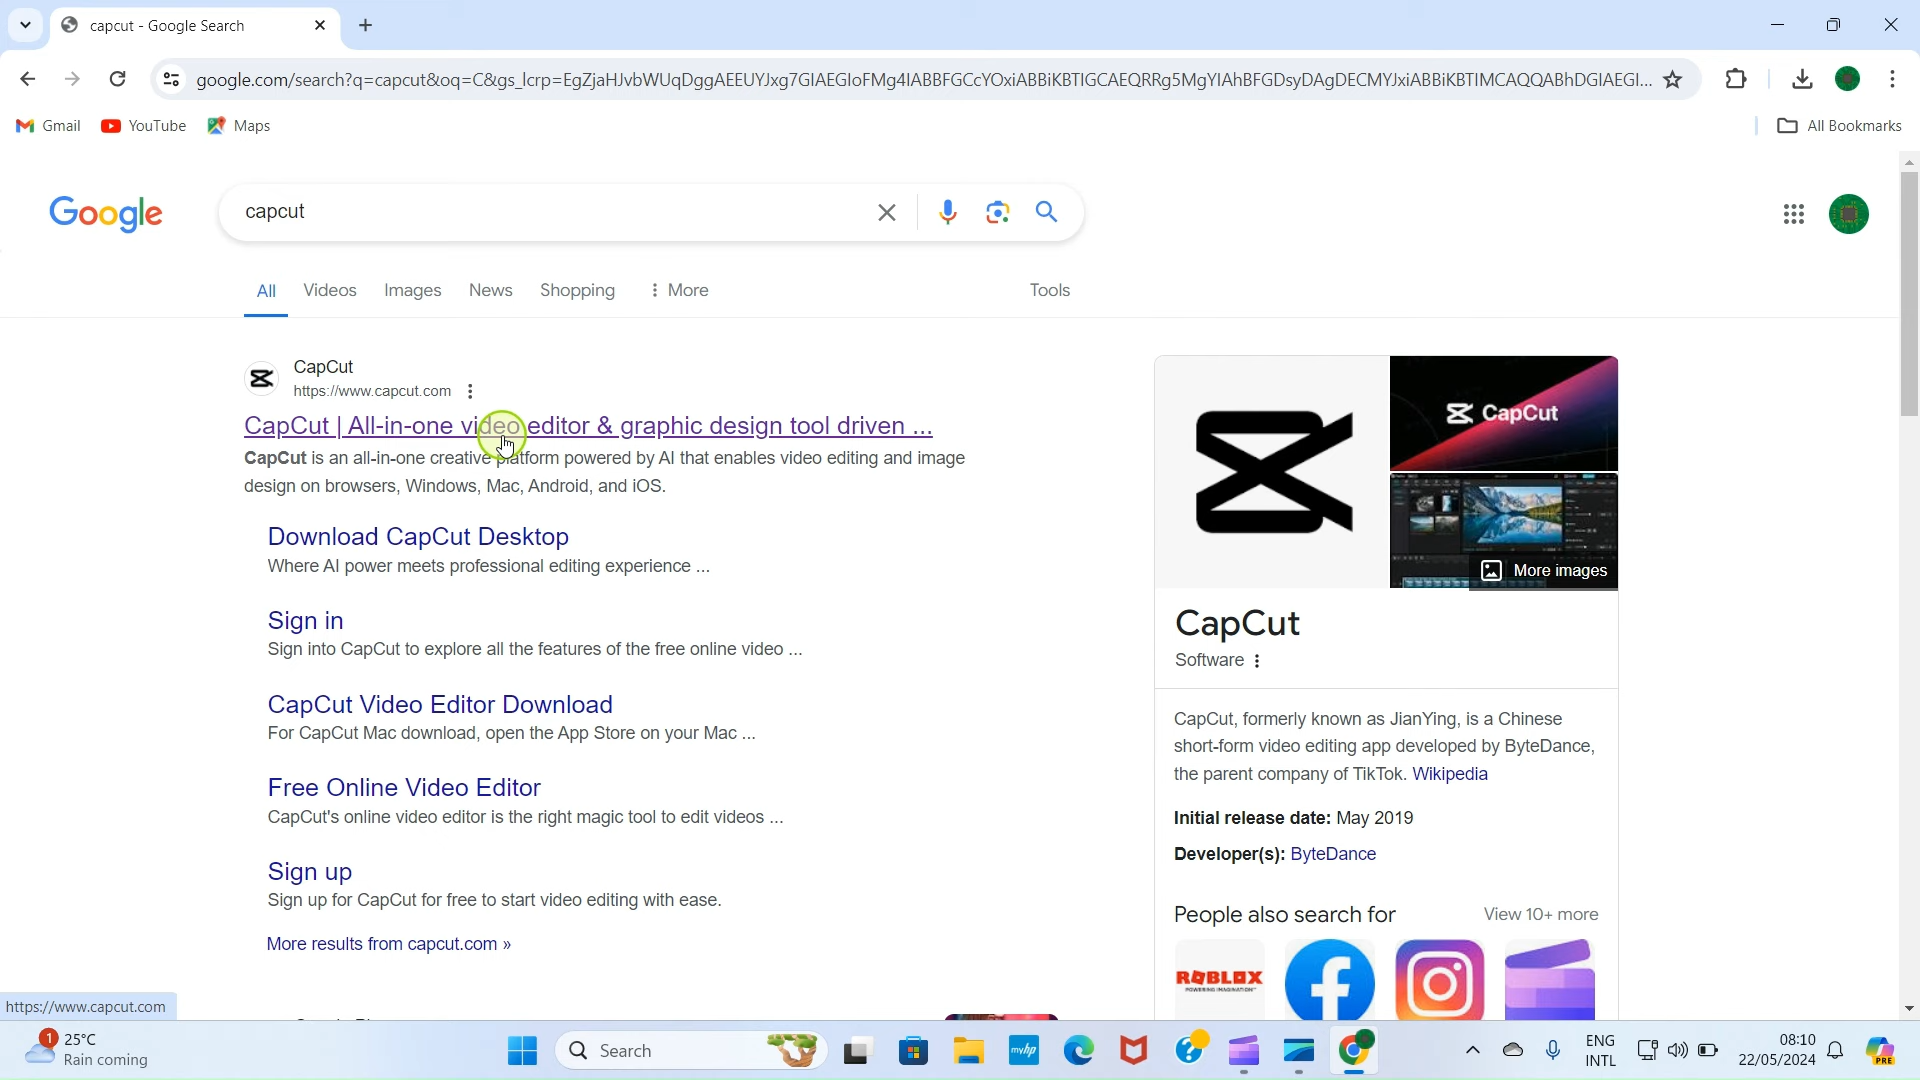 capcut - Google Search
google.com/search?q=capcut&oq=C&gs_lcrp=EgZjaHJvbWUqDggAEEUYJxg7GIAEGIoFMg4IABBFGCcYOxiABBiKBTIGCAEQRRg5MgYIAhBFGDsyDAgDECMYJxiABBiKBTIMCAQQABhDGIAEGI...
Gmail YouTube Maps All Bookmarks
Google capcut
All Videos Images News Shopping More Tools
CapCut
https://www.capcut.com
CapCut | All-in-one video editor & graphic design tool driven ...
CapCut is an all-in-one creative platform powered by AI that enables video editing and image
design on browsers, Windows, Mac, Android, and iOS.
Download CapCut Desktop
Where AI power meets professional editing experience ...
Sign in
Sign into CapCut to explore all the features of the free online video ...
CapCut Video Editor Download
For CapCut Mac download, open the App Store on your Mac ...
Free Online Video Editor
CapCut's online video editor is the right magic tool to edit videos ...
Sign up
Sign up for CapCut for free to start video editing with ease.
More results from capcut.com »
CapCut
More images
CapCut
Software
CapCut, formerly known as JianYing, is a Chinese
short-form video editing app developed by ByteDance,
the parent company of TikTok. Wikipedia
Initial release date: May 2019
Developer(s): ByteDance
People also search for View 10+ more
ROBLOX
https://www.capcut.com
1 25°C
Rain coming
Search
myhp
ENG
INTL
08:10
22/05/2024
PRE